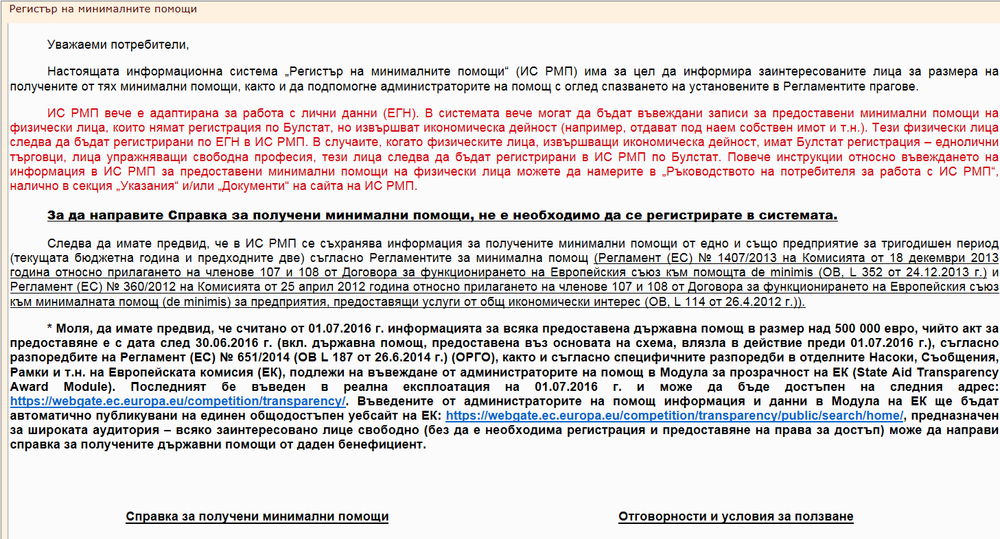 Регистър на минималните помощи
Уважаеми потребители,
Настоящата информационна система „Регистър на минималните помощи“ (ИС РМП) има за цел да информира заинтересованите лица за размера на
получените от тях минимални помощи, както и да подпомогне администраторите на помощ с оглед спазването на установените в Регламентите прагове.
ИС РМП вече е адаптирана за работа с лични данни (ЕГН). В системата вече могат да бъдат въвеждани записи за предоставени минимални помощи на
физически лица, които нямат регистрация по Булстат, но извършват икономическа дейност (например, отдават под наем собствен имот и т.н.). Тези физически лица
следва да бъдат регистрирани по ЕГН в ИС РМП. В случаите, когато физическите лица, извършващи икономическа дейност, имат Булстат регистрация – еднолични
търговци, лица упражняващи свободна професия, тези лица следва да бъдат регистрирани в ИС РМП по Булстат. Повече инструкции относно въвеждането на
информация в ИС РМП за предоставени минимални помощи на физически лица можете да намерите в „Ръководството на потребителя за работа с ИС РМП“,
налично в секция „Указания“ и/или „Документи“ на сайта на ИС РМП.
За да направите Справка за получени минимални помощи, не е необходимо да се регистрирате в системата.
Следва да имате предвид, че в ИС РМП се съхранява информация за получените минимални помощи от едно и също предприятие за тригодишен период
(текущата бюджетна година и предходните две) съгласно Регламентите за минимална помощ (Регламент (ЕС) № 1407/2013 на Комисията от 18 декември 2013
година относно прилагането на членове 107 и 108 от Договора за функционирането на Европейския съюз към помощта de minimis (ОВ, L 352 от 24.12.2013 г.) и
Регламент (ЕС) № 360/2012 на Комисията от 25 април 2012 година относно прилагането на членове 107 и 108 от Договора за функционирането на Европейския съюз
към минималната помощ (de minimis) за предприятия, предоставящи услуги от общ икономически интерес (ОВ, L 114 от 26.4.2012 г.)).
* Моля, да имате предвид, че считано от 01.07.2016 г. информацията за всяка предоставена държавна помощ в размер над 500 000 евро, чийто акт за
предоставяне е с дата след 30.06.2016 г. (вкл. държавна помощ, предоставена въз основата на схема, влязла в действие преди 01.07.2016 г.), съгласно
разпоредбите на Регламент (ЕС) № 651/2014 (ОВ L 187 от 26.6.2014 г.) (ОРГО), както и съгласно специфичните разпоредби в отделните Насоки, Съобщения,
Рамки и т.н. на Европейската комисия (ЕК), подлежи на въвеждане от администраторите на помощ в Модула за прозрачност на ЕК (State Aid Transparency
Award Module). Последният бе въведен в реална експлоатация на 01.07.2016 г. и може да бъде достъпен на следния адрес:
https://webgate.ec.europa.eu/competition/transparency/. Въведените от администраторите на помощ информация и данни в Модула на ЕК ще бъдат
автоматично публикувани на единен общодостъпен уебсайт на ЕК: https://webgate.ec.europa.eu/competition/transparency/public/search/home/, предназначен
за широката аудитория – всяко заинтересовано лице свободно (без да е необходима регистрация и предоставяне на права за достъп) може да направи
справка за получените държавни помощи от даден бенефициент.
Справка за получени минимални помощи
Отговорности и условия за ползване